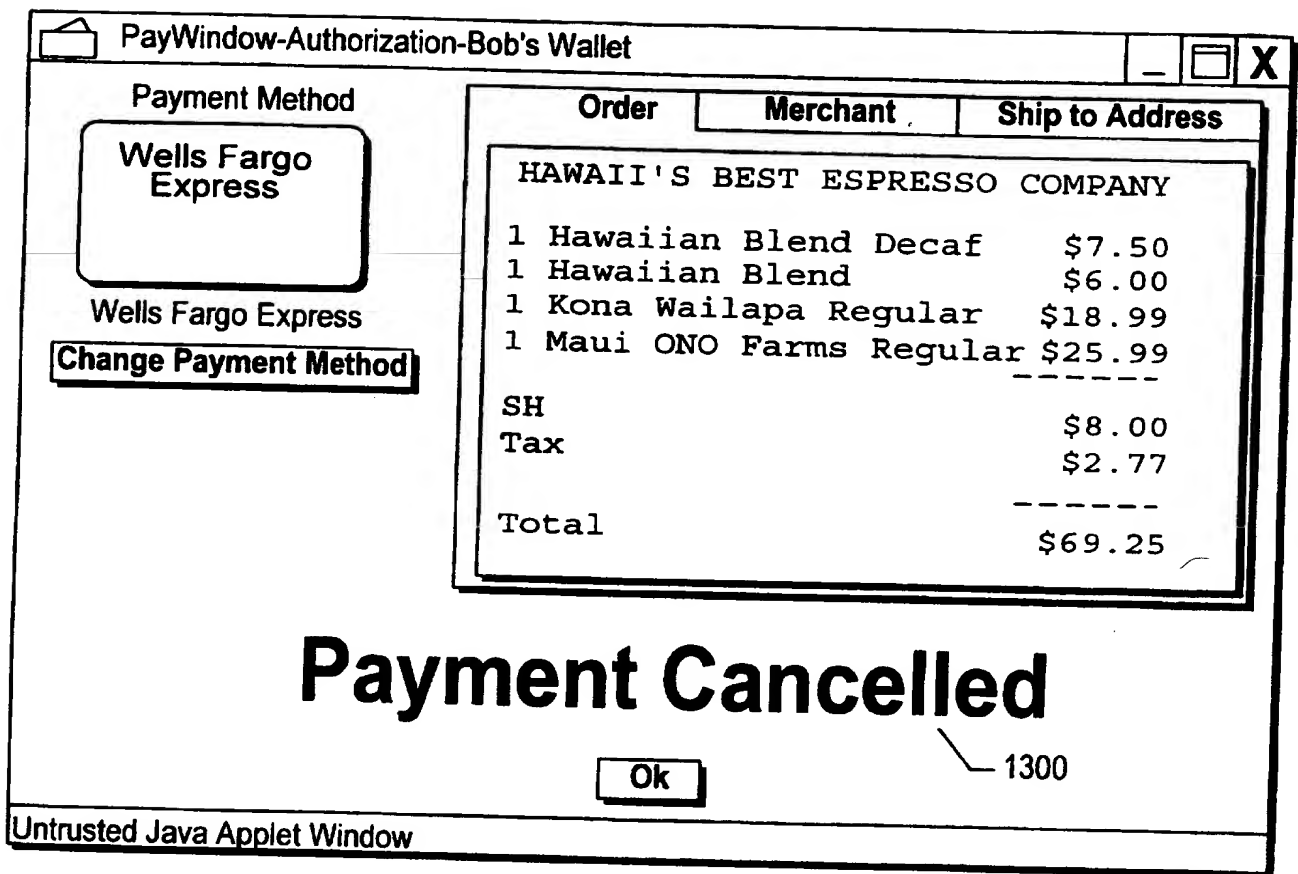 PayWindow-Authorization-Bob's Wallet
_ X
Payment Method
Wells Fargo
Express
Wells Fargo Express
Change Payment Method
Order Merchant Ship to Address
HAWAII'S BEST ESPRESSO COMPANY
1 Hawaiian Blend Decaf $7.50
1 Hawaiian Blend $6.00
1 Kona Wailapa Regular $18.99
1 Maui ONO Farms Regular $25.99
------
SH $8.00
Tax $2.77
------
Total $69.25
Payment Cancelled
1300
Ok
Untrusted Java Applet Window